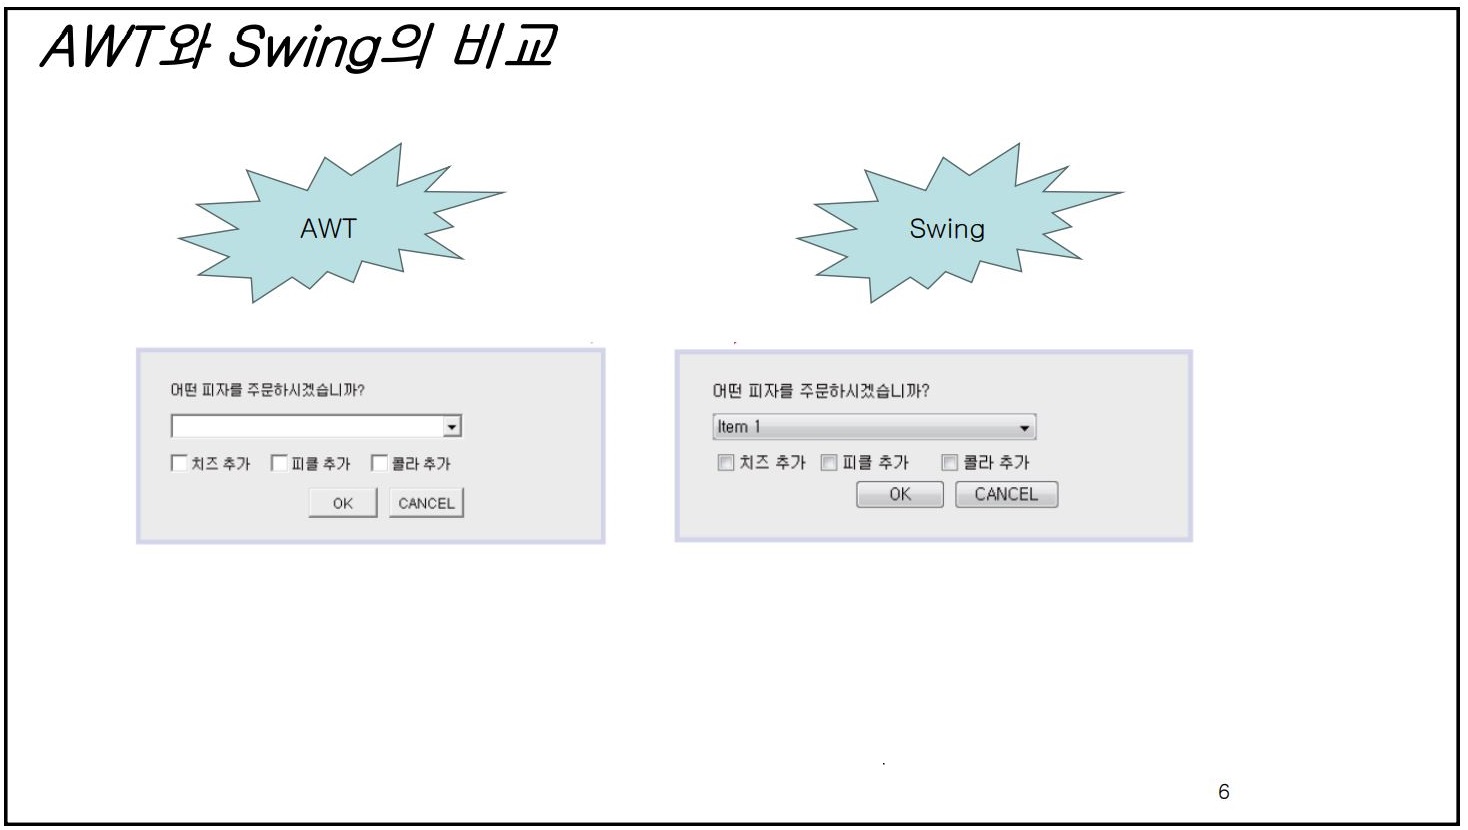 AWT와 Swing의 비교
AWT
Swing
어떤 피자를 주문하시겠습니까?
치즈 추가 피클 추가 콜라 추가
OK CANCEL
어떤 피자를 주문하시겠습니까?
Item 1
치즈 추가 피클 추가 콜라 추가
OK CANCEL
6